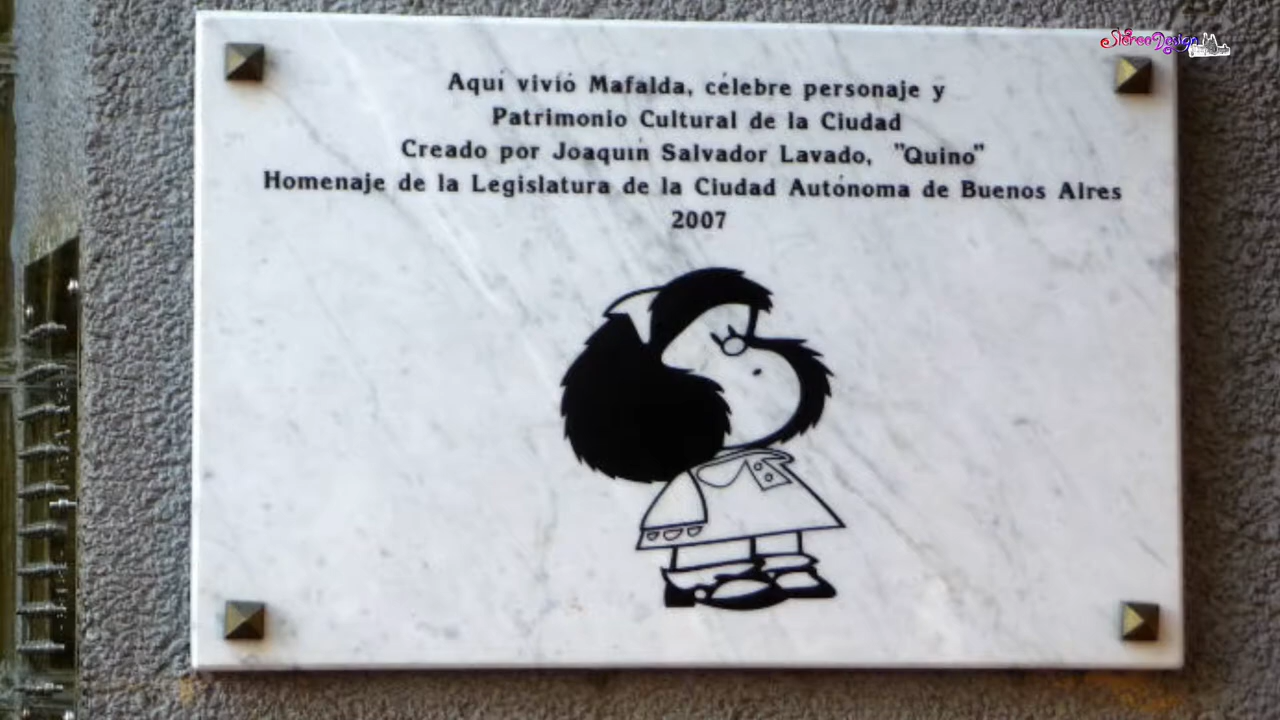 StereoDesign
Aquí vivió Mafalda, célebre personaje y
Patrimonio Cultural de la Ciudad
Creado por Joaquín Salvador Lavado, "Quino"
Homenaje de la Legislatura de la Ciudad Autónoma de Buenos Aires
2007